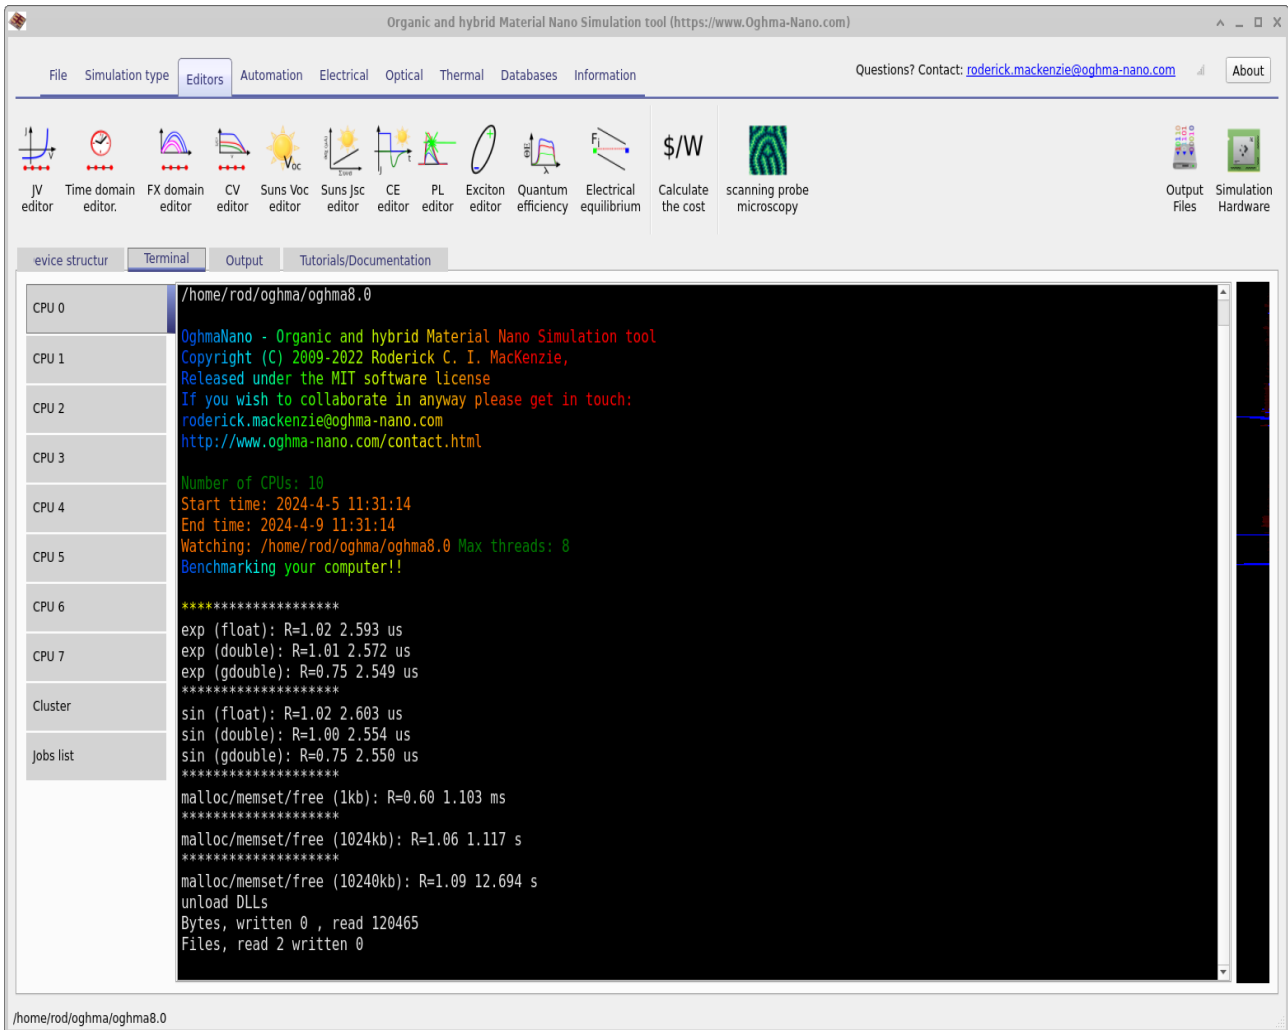 Organic and hybrid Material Nano Simulation tool (https://www.Oghma-Nano.com)
File Simulation type Editors Automation Electrical Optical Thermal Databases Information
Questions? Contact: roderick.mackenzie@oghma-nano.com
About
JV editor
Time domain editor.
FX domain editor
CV editor
Suns Voc editor
Suns Jsc editor
CE editor
PL editor
Exciton editor
Quantum efficiency
Electrical equilibrium
$/W
Calculate the cost
scanning probe microscopy
Output Files
Simulation Hardware
evice structur
Terminal
Output
Tutorials/Documentation
CPU 0
CPU 1
CPU 2
CPU 3
CPU 4
CPU 5
CPU 6
CPU 7
Cluster
Jobs list
/home/rod/oghma/oghma8.0
OghmaNano - Organic and hybrid Material Nano Simulation tool
Copyright (C) 2009-2022 Roderick C. I. MacKenzie,
Released under the MIT software license
If you wish to collaborate in anyway please get in touch:
roderick.mackenzie@oghma-nano.com
http://www.oghma-nano.com/contact.html
Number of CPUs: 10
Start time: 2024-4-5 11:31:14
End time: 2024-4-9 11:31:14
Watching: /home/rod/oghma/oghma8.0 Max threads: 8
Benchmarking your computer!!
********************
exp (float): R=1.02 2.593 us
exp (double): R=1.01 2.572 us
exp (gdouble): R=0.75 2.549 us
********************
sin (float): R=1.02 2.603 us
sin (double): R=1.00 2.554 us
sin (gdouble): R=0.75 2.550 us
********************
malloc/memset/free (1kb): R=0.60 1.103 ms
********************
malloc/memset/free (1024kb): R=1.06 1.117 s
********************
malloc/memset/free (10240kb): R=1.09 12.694 s
unload DLLs
Bytes, written 0 , read 120465
Files, read 2 written 0
/home/rod/oghma/oghma8.0